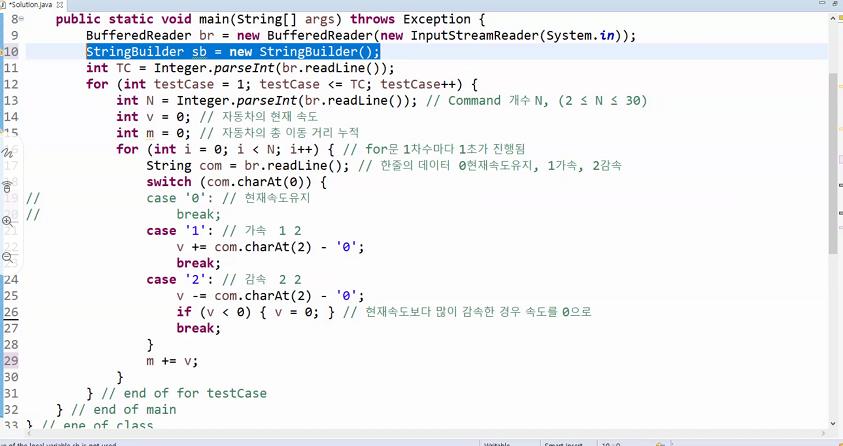 *Solution.java
8 public static void main(String[] args) throws Exception {
9 BufferedReader br = new BufferedReader(new InputStreamReader(System.in));
10 StringBuilder sb = new StringBuilder();
11 int TC = Integer.parseInt(br.readLine());
12 for (int testCase = 1; testCase <= TC; testCase++) {
13 int N = Integer.parseInt(br.readLine()); // Command 개수 N, (2 ≤ N ≤ 30)
14 int v = 0; // 자동차의 현재 속도
15 int m = 0; // 자동차의 총 이동 거리 누적
16 for (int i = 0; i < N; i++) { // for문 1차수마다 1초가 진행됨
17 String com = br.readLine(); // 한줄의 데이터 0현재속도유지, 1가속, 2감속
18 switch (com.charAt(0)) {
19 // case '0': // 현재속도유지
20 // break;
21 case '1': // 가속 1 2
22 v += com.charAt(2) - '0';
23 break;
24 case '2': // 감속 2 2
25 v -= com.charAt(2) - '0';
26 if (v < 0) { v = 0; } // 현재속도보다 많이 감속한 경우 속도를 0으로
27 break;
28 }
29 m += v;
30 }
31 } // end of for testCase
32 } // end of main
33 } // ene of class